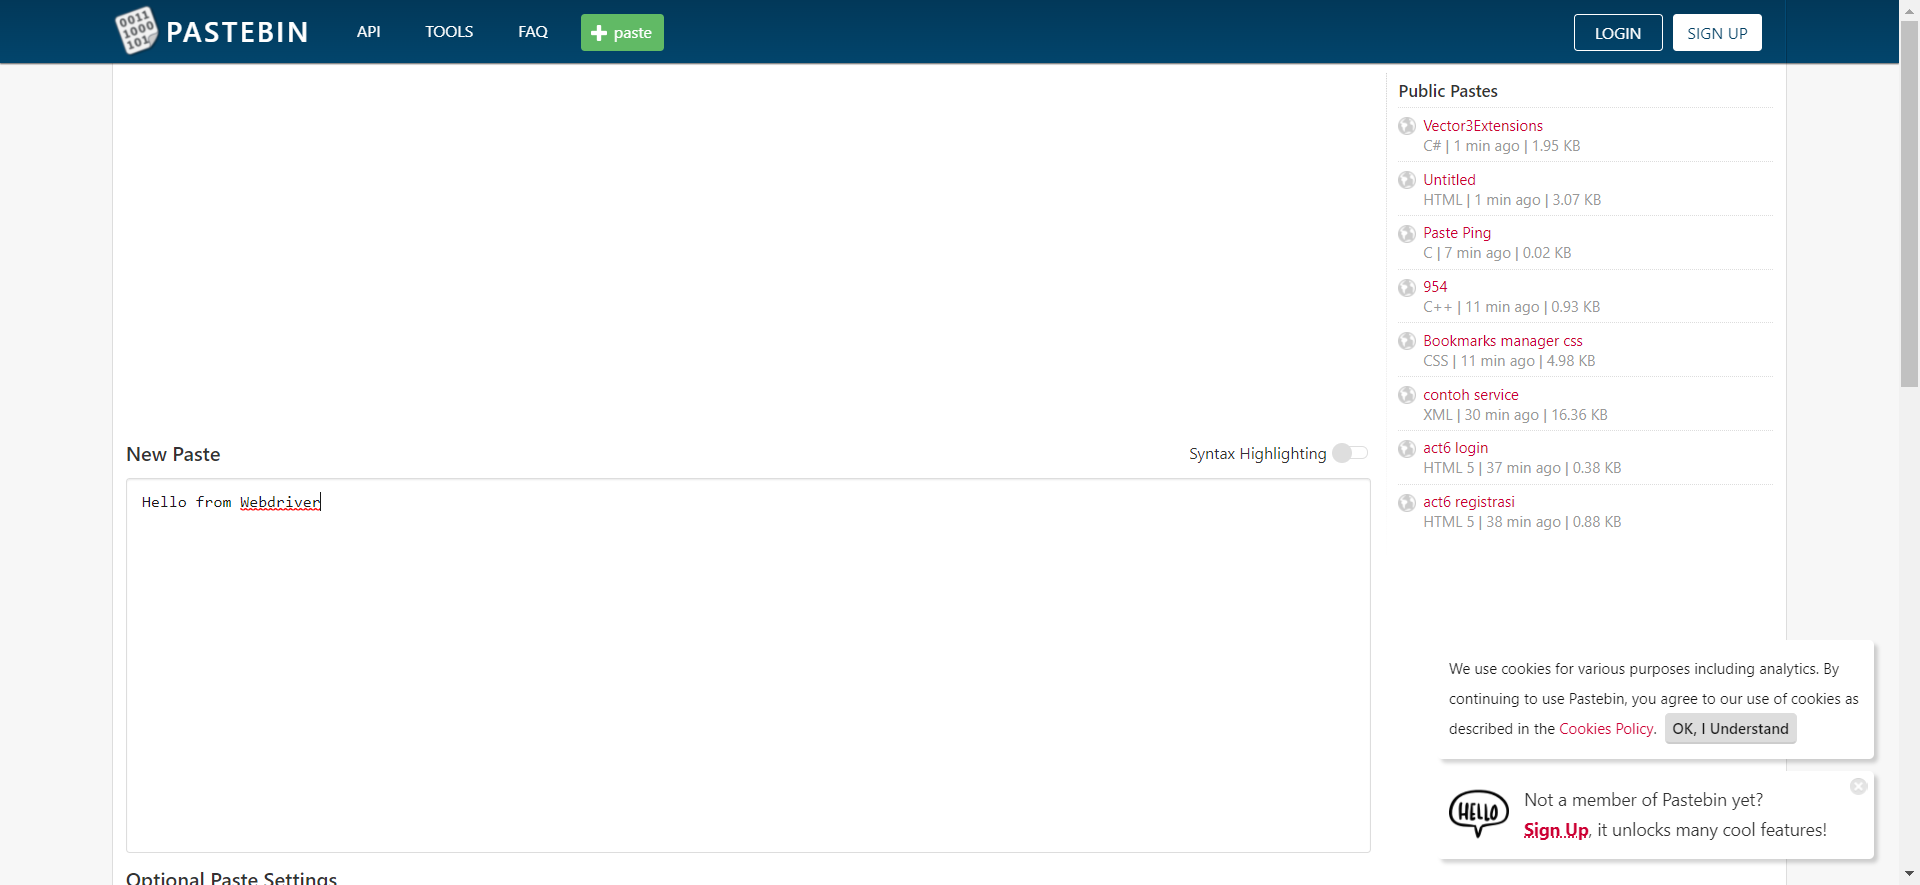 0011
1000
101
PASTEBIN
API
TOOLS
FAQ
paste
LOGIN
SIGN UP
Public Pastes
Vector3Extensions
C# | 1 min ago | 1.95 KB
Untitled
HTML | 1 min ago | 3.07 KB
Paste Ping
C | 7 min ago | 0.02 KB
954
C++ | 11 min ago | 0.93 KB
Bookmarks manager css
CSS | 11 min ago | 4.98 KB
contoh service
XML | 30 min ago | 16.36 KB
act6 login
HTML 5 | 37 min ago | 0.38 KB
act6 registrasi
HTML 5 | 38 min ago | 0.88 KB
New Paste
Syntax Highlighting
Hello from Webdriver
Optional Paste Settings
We use cookies for various purposes including analytics. By
continuing to use Pastebin, you agree to our use of cookies as
described in the Cookies Policy. OK, I Understand
HELLO
Not a member of Pastebin yet?
Sign Up, it unlocks many cool features!